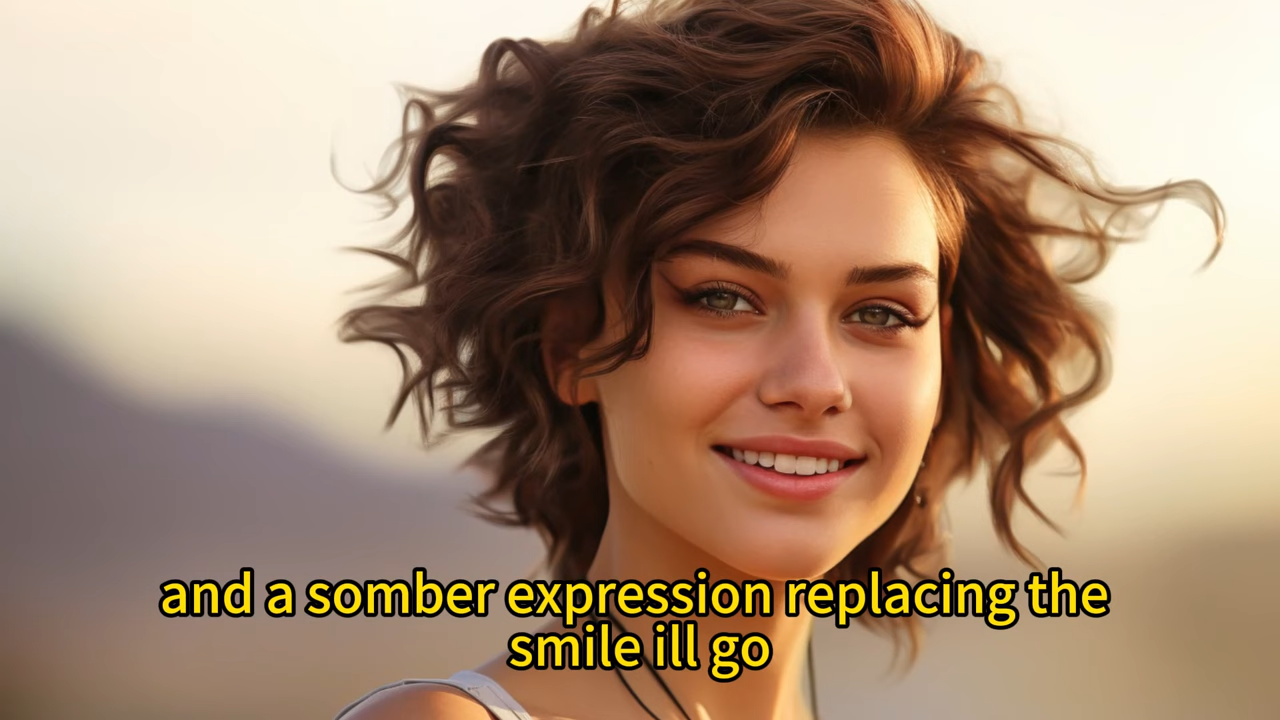 and a somber expression replacing the
smile ill go